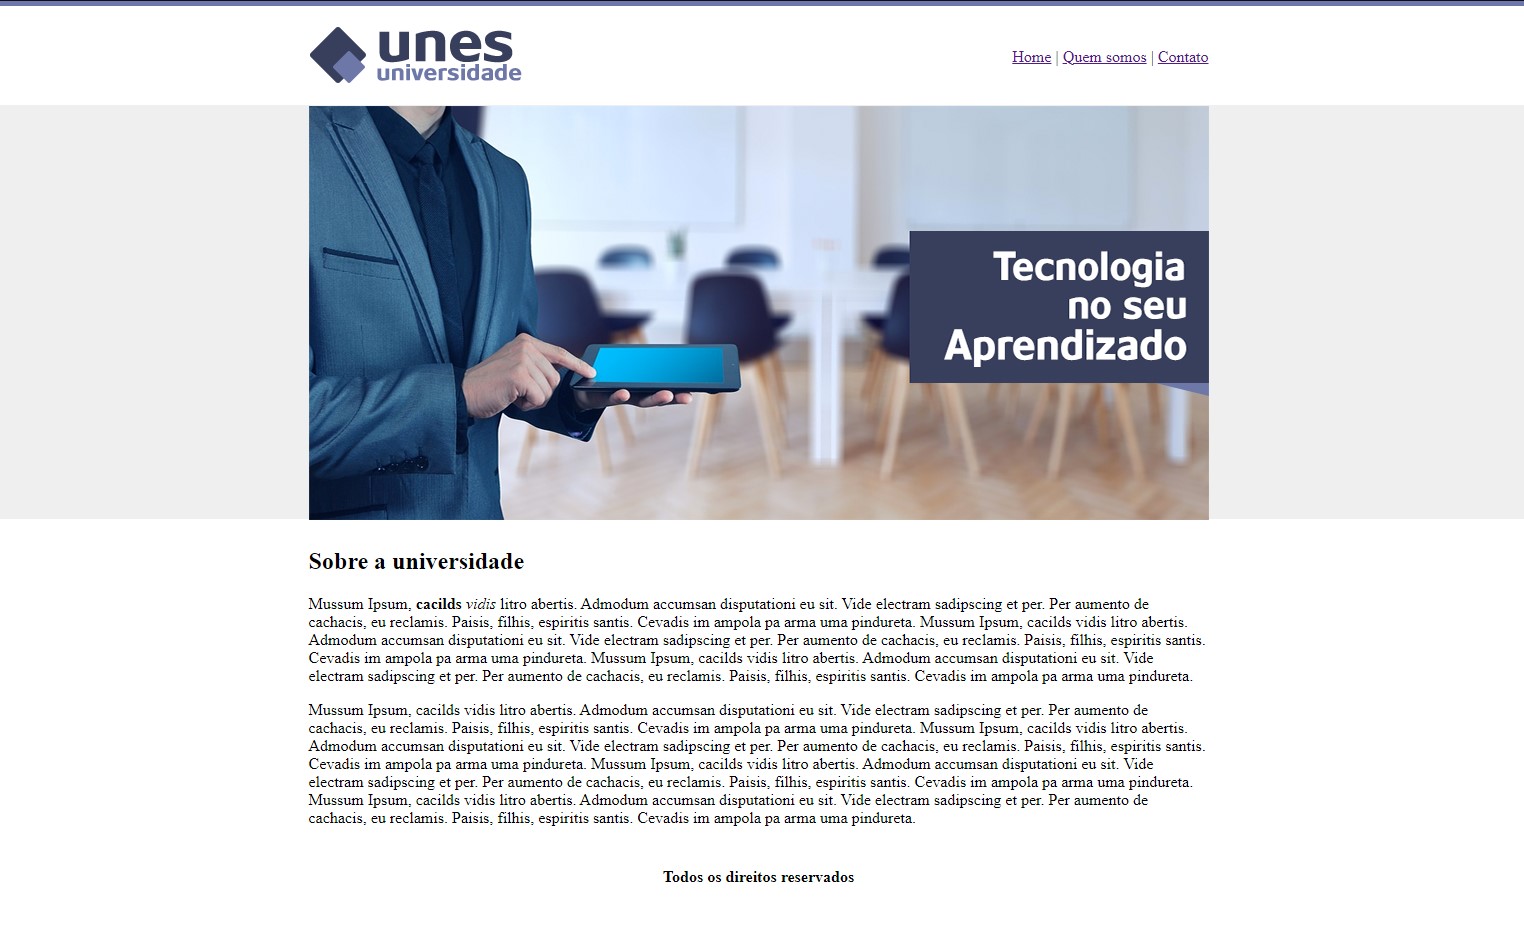 unes
universidade
Home | Quem somos | Contato
Tecnologia
no seu
Aprendizado
Sobre a universidade
Mussum Ipsum, cacilds vidis litro abertis. Admodum accumsan disputationi eu sit. Vide electram sadipscing et per. Per aumento de
cachacis, eu reclamis. Paisis, filhis, espiritis santis. Cevadis im ampola pa arma uma pindureta. Mussum Ipsum, cacilds vidis litro abertis.
Admodum accumsan disputationi eu sit. Vide electram sadipscing et per. Per aumento de cachacis, eu reclamis. Paisis, filhis, espiritis santis.
Cevadis im ampola pa arma uma pindureta. Mussum Ipsum, cacilds vidis litro abertis. Admodum accumsan disputationi eu sit. Vide
electram sadipscing et per. Per aumento de cachacis, eu reclamis. Paisis, filhis, espiritis santis. Cevadis im ampola pa arma uma pindureta.
Mussum Ipsum, cacilds vidis litro abertis. Admodum accumsan disputationi eu sit. Vide electram sadipscing et per. Per aumento de
cachacis, eu reclamis. Paisis, filhis, espiritis santis. Cevadis im ampola pa arma uma pindureta. Mussum Ipsum, cacilds vidis litro abertis.
Admodum accumsan disputationi eu sit. Vide electram sadipscing et per. Per aumento de cachacis, eu reclamis. Paisis, filhis, espiritis santis.
Cevadis im ampola pa arma uma pindureta. Mussum Ipsum, cacilds vidis litro abertis. Admodum accumsan disputationi eu sit. Vide
electram sadipscing et per. Per aumento de cachacis, eu reclamis. Paisis, filhis, espiritis santis. Cevadis im ampola pa arma uma pindureta.
Mussum Ipsum, cacilds vidis litro abertis. Admodum accumsan disputationi eu sit. Vide electram sadipscing et per. Per aumento de
cachacis, eu reclamis. Paisis, filhis, espiritis santis. Cevadis im ampola pa arma uma pindureta.
Todos os direitos reservados